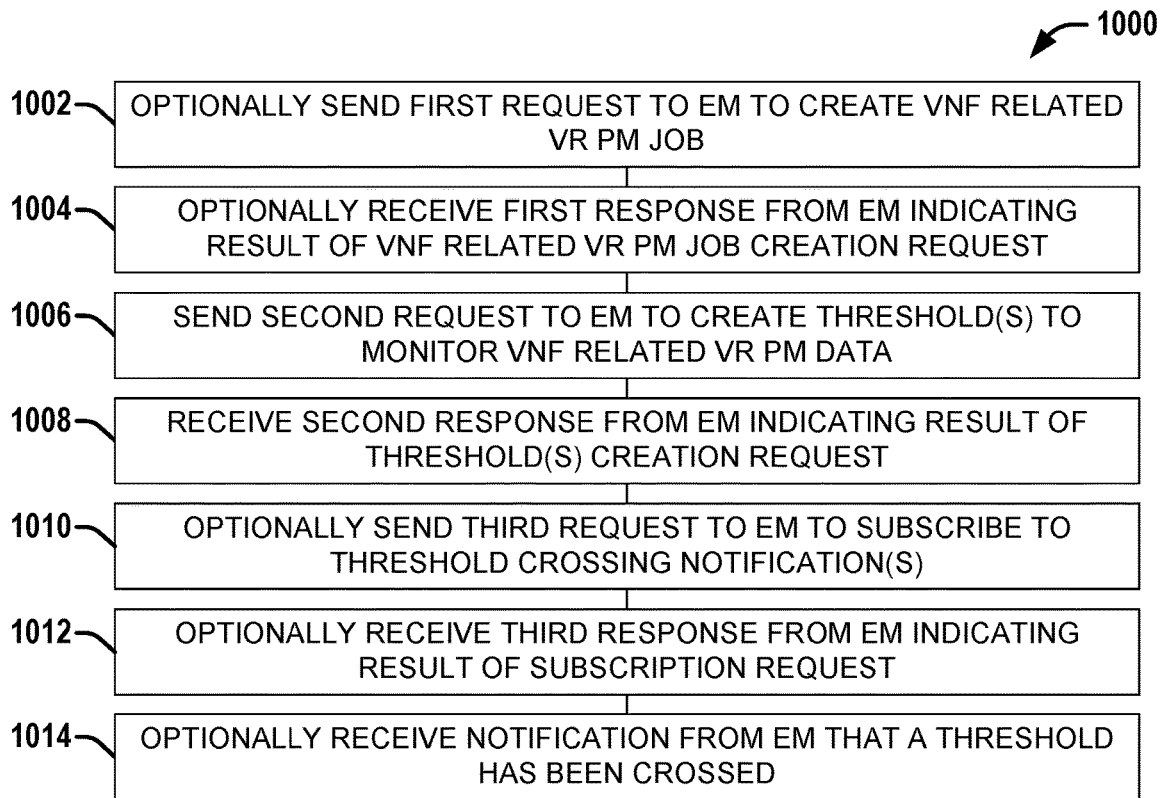 1000
1002
OPTIONALLY SEND FIRST REQUEST TO EM TO CREATE VNF RELATED
VR PM JOB
1004
OPTIONALLY RECEIVE FIRST RESPONSE FROM EM INDICATING
RESULT OF VNF RELATED VR PM JOB CREATION REQUEST
1006
SEND SECOND REQUEST TO EM TO CREATE THRESHOLD(S) TO
MONITOR VNF RELATED VR PM DATA
1008
RECEIVE SECOND RESPONSE FROM EM INDICATING RESULT OF
THRESHOLD(S) CREATION REQUEST
1010
OPTIONALLY SEND THIRD REQUEST TO EM TO SUBSCRIBE TO
THRESHOLD CROSSING NOTIFICATION(S)
1012
OPTIONALLY RECEIVE THIRD RESPONSE FROM EM INDICATING
RESULT OF SUBSCRIPTION REQUEST
1014
OPTIONALLY RECEIVE NOTIFICATION FROM EM THAT A THRESHOLD
HAS BEEN CROSSED